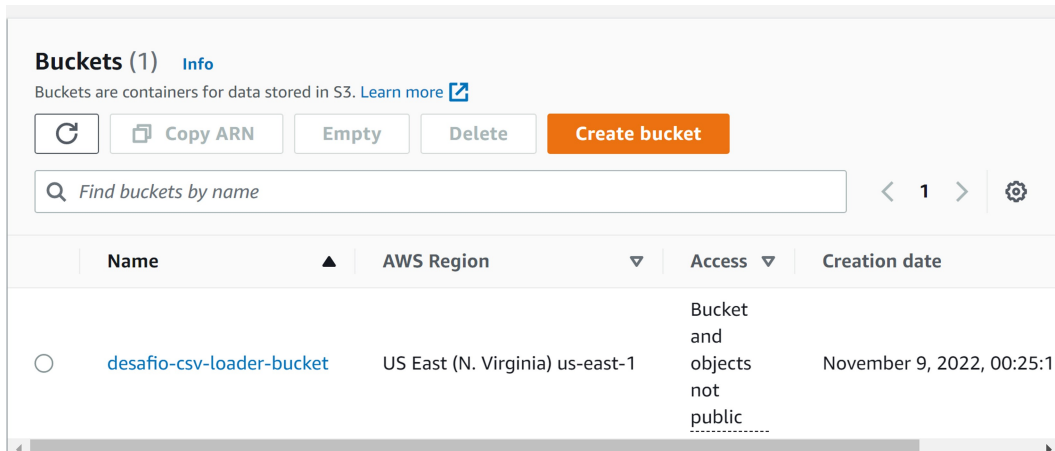 Buckets (1) Info
Buckets are containers for data stored in S3. Learn more
Copy ARN Empty Delete Create bucket
Find buckets by name 1
Name AWS Region Access Creation date
Bucket
and
desafio-csv-loader-bucket US East (N. Virginia) us-east-1 objects November 9, 2022, 00:25:1
not
public